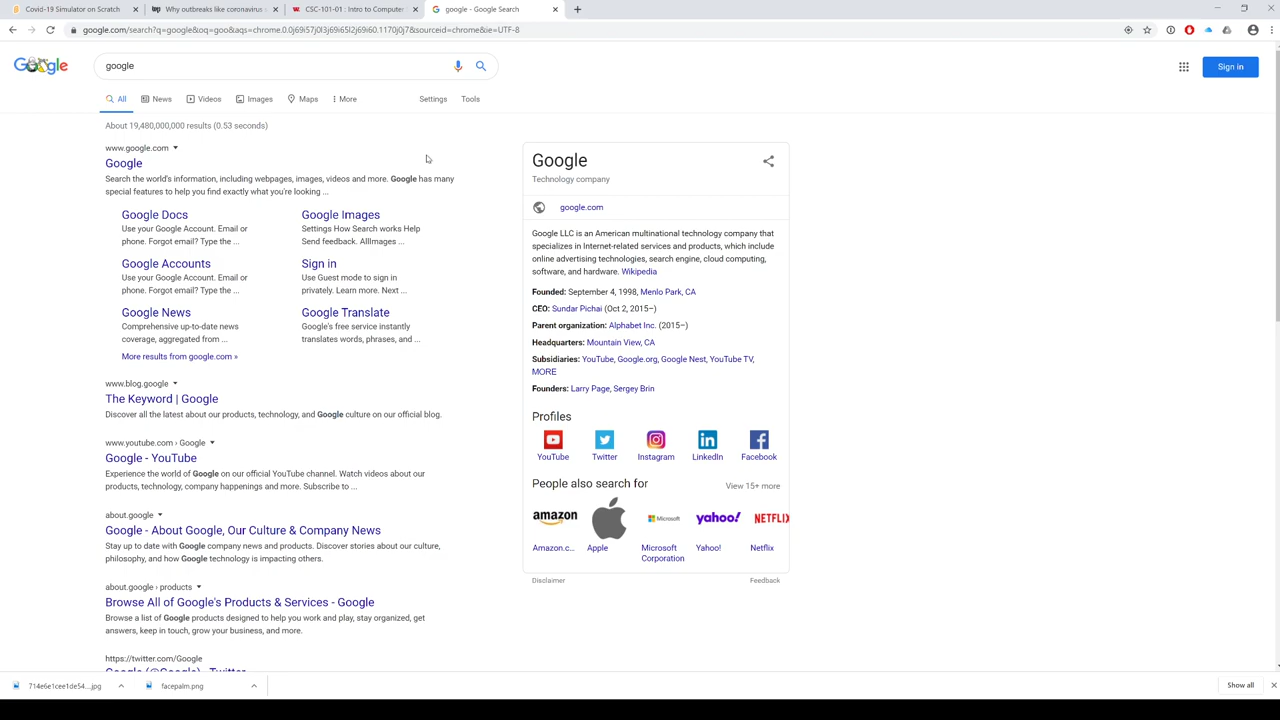 Covid-19 Simulator on Scratch
Why outbreaks like coronavirus
CSC-101-01 : Intro to Computer
google - Google Search
google.com/search?q=google&oq=goo&aqs=chrome.0.0j69i57j0l3j69i65l2j69i60.1170j0j7&sourceid=chrome&ie=UTF-8
Google
google
Sign in
All
News
Videos
Images
Maps
More
Settings
Tools
About 19,480,000,000 results (0.53 seconds)
www.google.com
Google
Search the world's information, including webpages, images, videos and more. Google has many
special features to help you find exactly what you're looking ...
Google Docs
Use your Google Account. Email or
phone. Forgot email? Type the ...
Google Images
Settings How Search works Help
Send feedback. AllImages ...
Google Accounts
Use your Google Account. Email or
phone. Forgot email? Type the ...
Sign in
Use Guest mode to sign in
privately. Learn more. Next ...
Google News
Comprehensive up-to-date news
coverage, aggregated from ...
Google Translate
Google's free service instantly
translates words, phrases, and ...
More results from google.com »
www.blog.google
The Keyword | Google
Discover all the latest about our products, technology, and Google culture on our official blog.
www.youtube.com › Google
Google - YouTube
Experience the world of Google on our official YouTube channel. Watch videos about our
products, technology, company happenings and more. Subscribe to ...
about.google
Google - About Google, Our Culture & Company News
Stay up to date with Google company news and products. Discover stories about our culture,
philosophy, and how Google technology is impacting others.
about.google › products
Browse All of Google's Products & Services - Google
Browse a list of Google products designed to help you work and play, stay organized, get
answers, keep in touch, grow your business, and more.
https://twitter.com/Google
Google (@Google) · Twitter
Google
Technology company
google.com
Google LLC is an American multinational technology company that
specializes in Internet-related services and products, which include
online advertising technologies, search engine, cloud computing,
software, and hardware. Wikipedia
Founded: September 4, 1998, Menlo Park, CA
CEO: Sundar Pichai (Oct 2, 2015–)
Parent organization: Alphabet Inc. (2015–)
Headquarters: Mountain View, CA
Subsidiaries: YouTube, Google.org, Google Nest, YouTube TV,
MORE
Founders: Larry Page, Sergey Brin
Profiles
YouTube
Twitter
Instagram
LinkedIn
Facebook
People also search for
View 15+ more
amazon
Microsoft
yahoo!
NETFLIX
Amazon.c...
Apple
Microsoft
Corporation
Yahoo!
Netflix
Disclaimer
Feedback
714e6e1cee1de54....jpg
facepalm.png
Show all